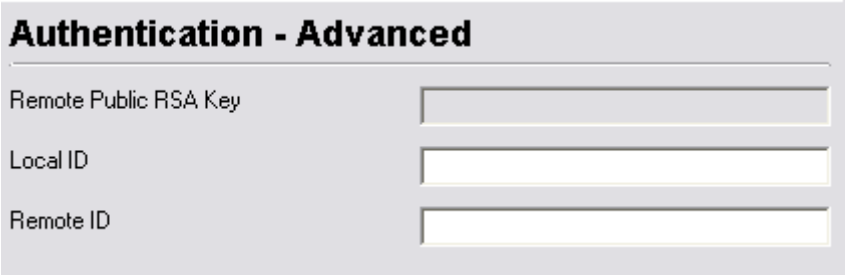 Authentication - Advanced
Remote Public RSA Key
Local ID
Remote ID